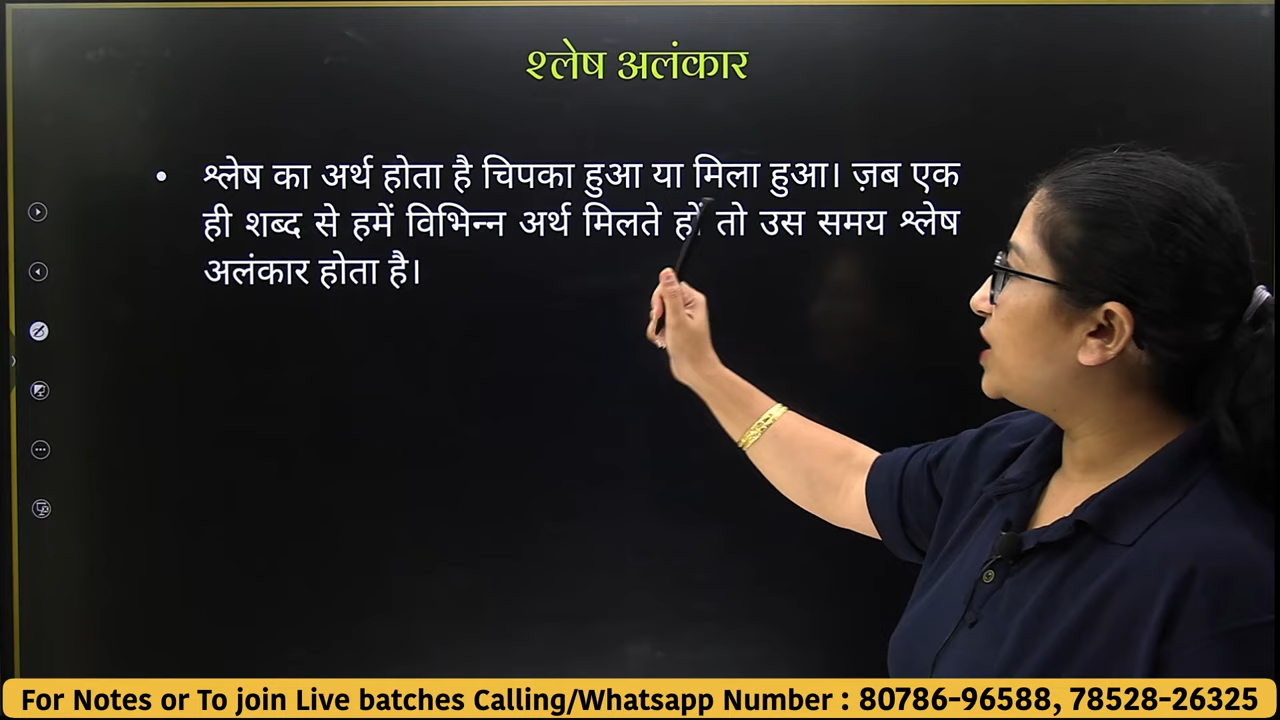 श्लेष अलंकार
• श्लेष का अर्थ होता है चिपका हुआ या मिला हुआ। ज़ब एक
ही शब्द से हमें विभिन्न अर्थ मिलते हों तो उस समय श्लेष
अलंकार होता है।
For Notes or To join Live batches Calling/Whatsapp Number : 80786-96588, 78528-26325